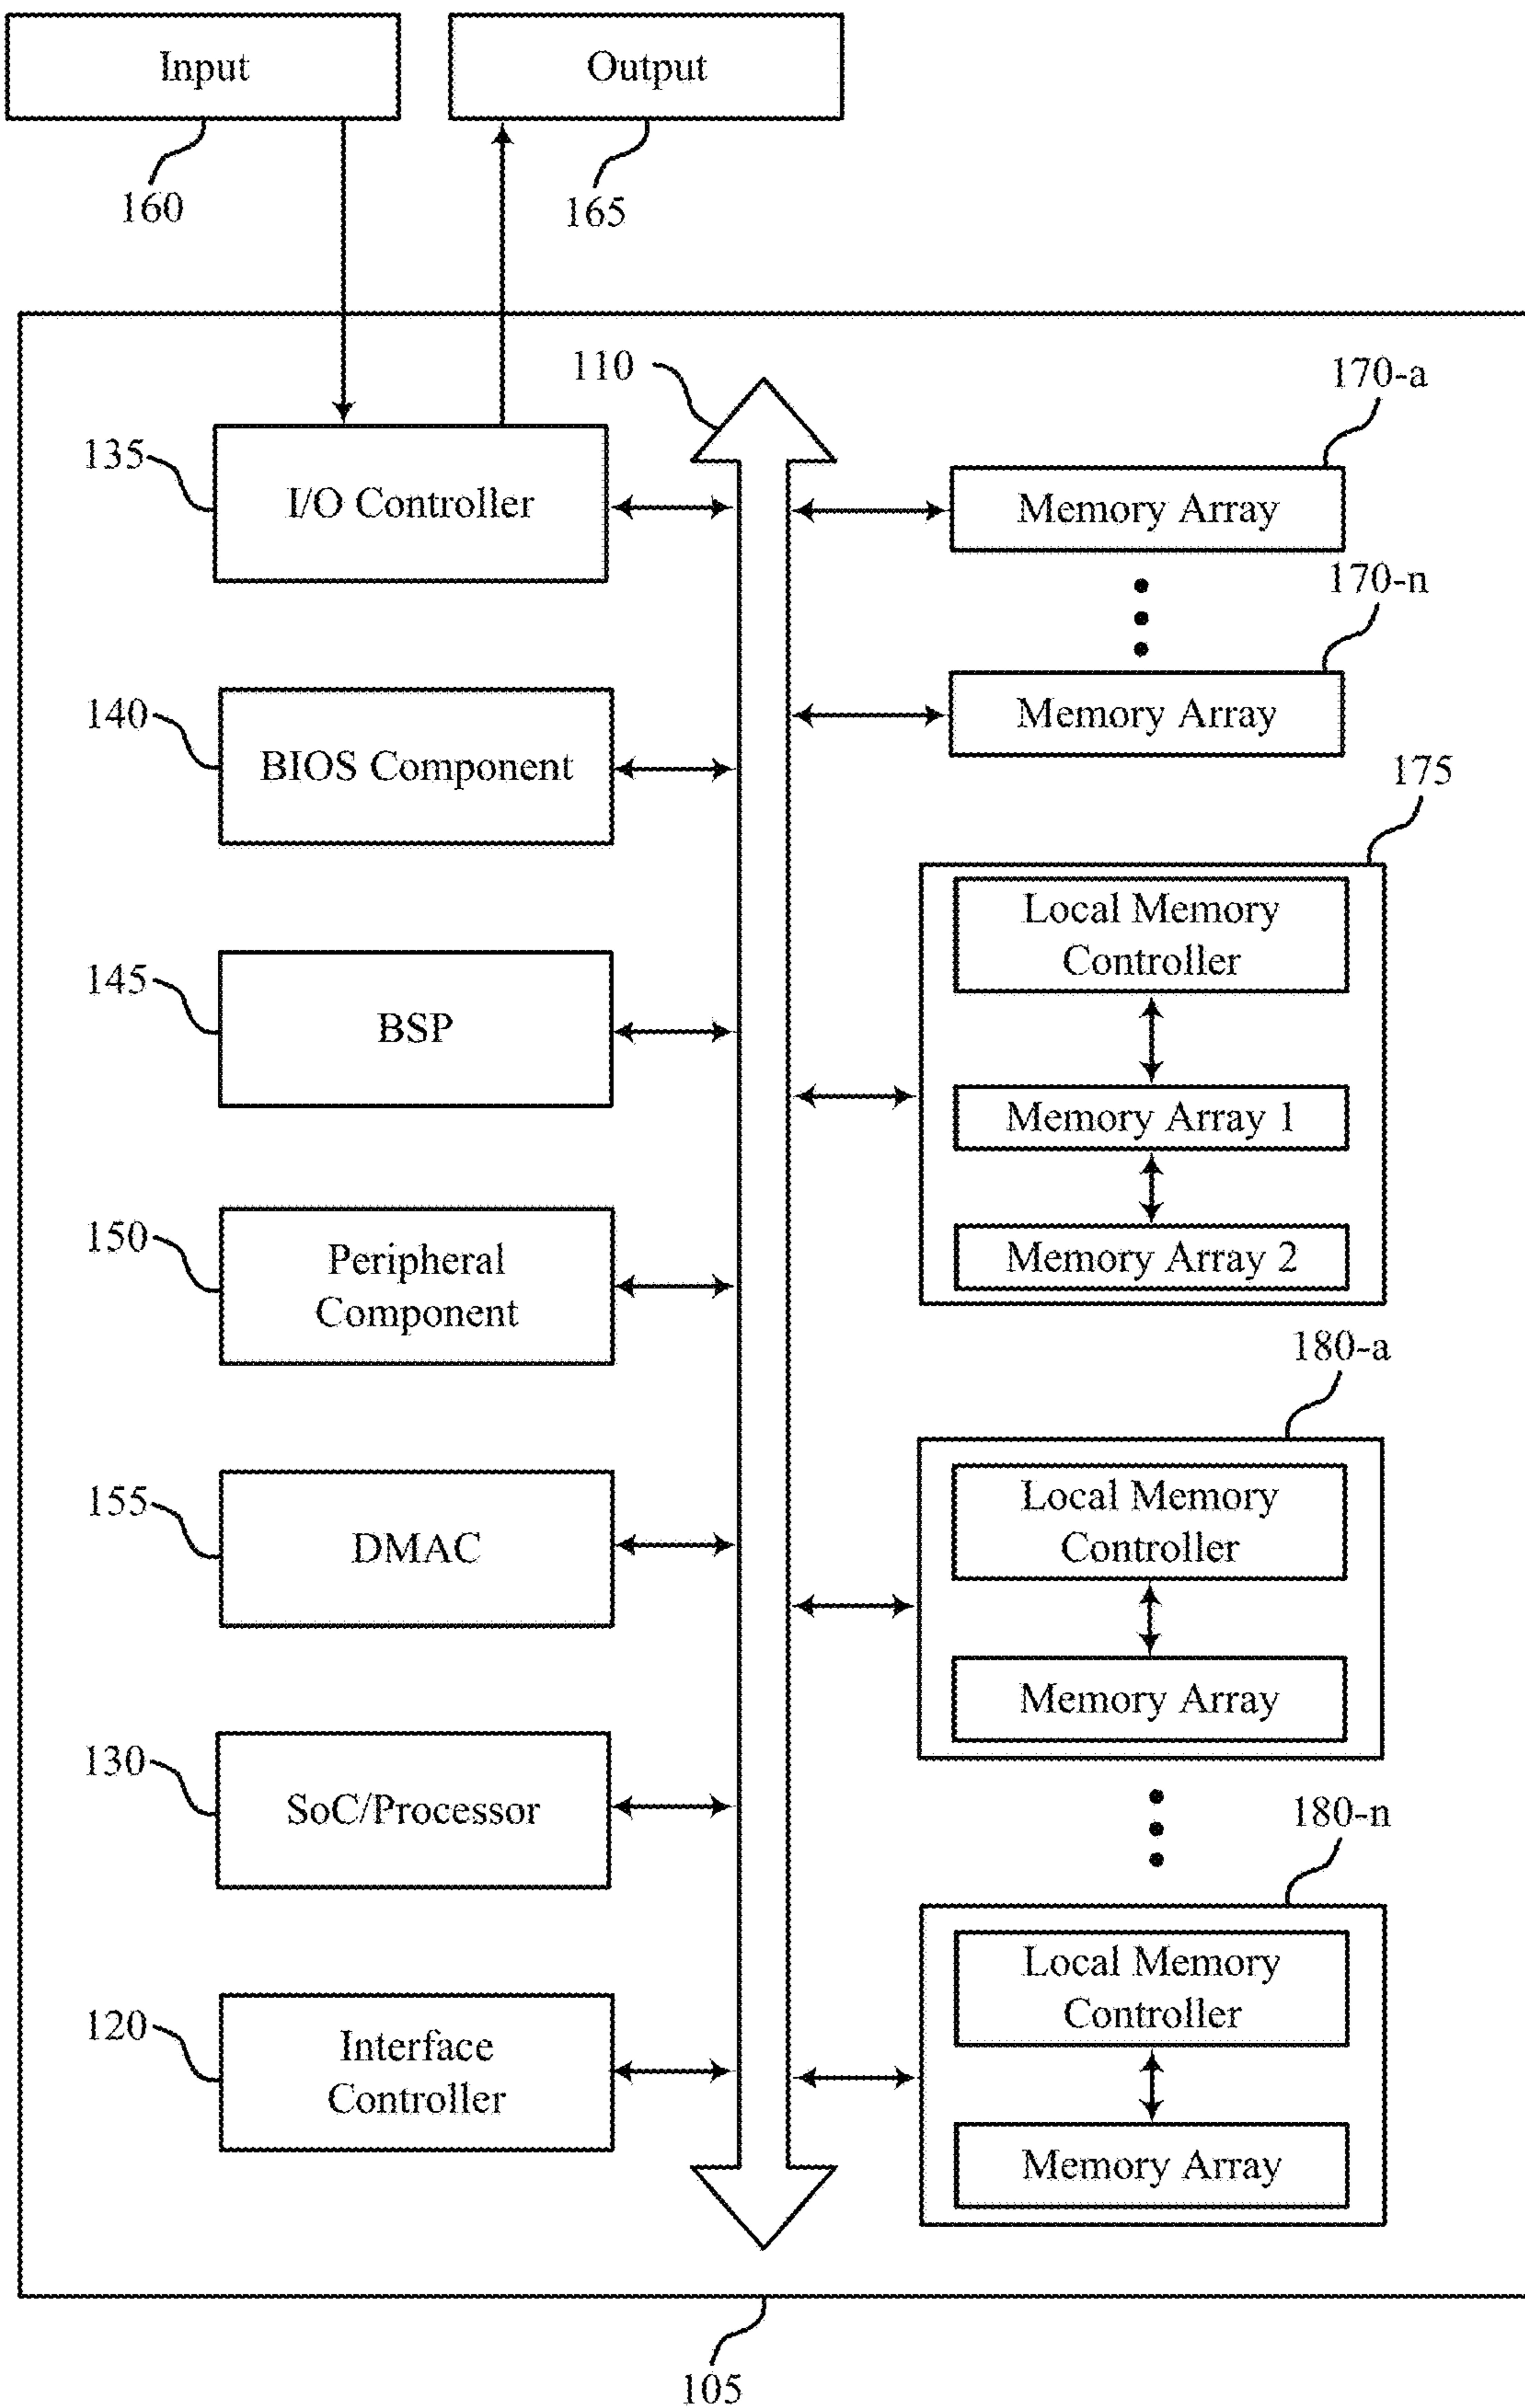 Input
Output
160
165
110
170-a
135
I/O Controller
Memory Array
170-n
140
BIOS Component
Memory Array
175
145
BSP
Local Memory
Controller
Memory Array 1
Memory Array 2
150
Peripheral
Component
180-a
155
DMAC
Local Memory
Controller
Memory Array
130
SoC/Processor
180-n
120
Interface
Controller
Local Memory
Controller
Memory Array
105